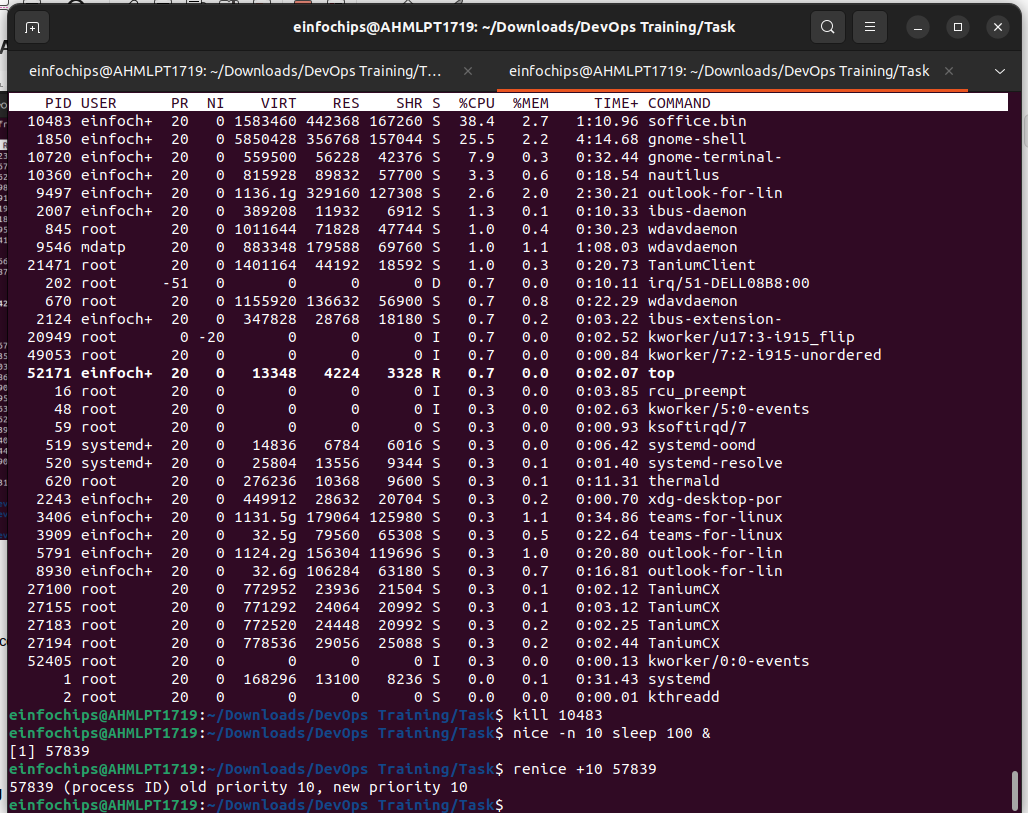 einfochips@AHMLPT1719: ~/Downloads/DevOps Training/Task
einfochips@AHMLPT1719: ~/Downloads/DevOps Training/T...
einfochips@AHMLPT1719: ~/Downloads/DevOps Training/Task
PID USER PR NI VIRT RES SHR S %CPU %MEM TIME+ COMMAND
10483 einfoch+ 20 0 1583460 442368 167260 S 38.4 2.7 1:10.96 soffice.bin
1850 einfoch+ 20 0 5850428 356768 157044 S 25.5 2.2 4:14.68 gnome-shell
10720 einfoch+ 20 0 559500 56228 42376 S 7.9 0.3 0:32.44 gnome-terminal-
10360 einfoch+ 20 0 815928 89832 57700 S 3.3 0.6 0:18.54 nautilus
9497 einfoch+ 20 0 1136.1g 329160 127308 S 2.6 2.0 2:30.21 outlook-for-lin
2007 einfoch+ 20 0 389208 11932 6912 S 1.3 0.1 0:10.33 ibus-daemon
845 root 20 0 1011644 71828 47744 S 1.0 0.4 0:30.23 wdavdaemon
9546 mdatp 20 0 883348 179588 69760 S 1.0 1.1 1:08.03 wdavdaemon
21471 root 20 0 1401164 44192 18592 S 1.0 0.3 0:20.73 TaniumClient
202 root -51 0 0 0 0 D 0.7 0.0 0:10.11 irq/51-DELL08B8:00
670 root 20 0 1155920 136632 56900 S 0.7 0.8 0:22.29 wdavdaemon
2124 einfoch+ 20 0 347828 28768 18180 S 0.7 0.2 0:03.22 ibus-extension-
20949 root 0 -20 0 0 0 I 0.7 0.0 0:02.52 kworker/u17:3-i915_flip
49053 root 20 0 0 0 0 I 0.7 0.0 0:00.84 kworker/7:2-i915-unordered
52171 einfoch+ 20 0 13348 4224 3328 R 0.7 0.0 0:02.07 top
16 root 20 0 0 0 0 I 0.3 0.0 0:03.85 rcu_preempt
48 root 20 0 0 0 0 I 0.3 0.0 0:02.63 kworker/5:0-events
59 root 20 0 0 0 0 S 0.3 0.0 0:00.93 ksoftirqd/7
519 systemd+ 20 0 14836 6784 6016 S 0.3 0.0 0:06.42 systemd-oomd
520 systemd+ 20 0 25804 13556 9344 S 0.3 0.1 0:01.40 systemd-resolve
620 root 20 0 276236 10368 9600 S 0.3 0.1 0:11.31 thermald
2243 einfoch+ 20 0 449912 28632 20704 S 0.3 0.2 0:00.70 xdg-desktop-por
3406 einfoch+ 20 0 1131.5g 179064 125980 S 0.3 1.1 0:34.86 teams-for-linux
3909 einfoch+ 20 0 32.5g 79560 65308 S 0.3 0.5 0:22.64 teams-for-linux
5791 einfoch+ 20 0 1124.2g 156304 119696 S 0.3 1.0 0:20.80 outlook-for-lin
8930 einfoch+ 20 0 32.6g 106284 63180 S 0.3 0.7 0:16.81 outlook-for-lin
27100 root 20 0 772952 23936 21504 S 0.3 0.1 0:02.12 TaniumCX
27155 root 20 0 771292 24064 20992 S 0.3 0.1 0:03.12 TaniumCX
27183 root 20 0 772520 24448 20992 S 0.3 0.2 0:02.25 TaniumCX
27194 root 20 0 778536 29056 25088 S 0.3 0.2 0:02.44 TaniumCX
52405 root 20 0 0 0 0 I 0.3 0.0 0:00.13 kworker/0:0-events
1 root 20 0 168296 13100 8236 S 0.0 0.1 0:31.43 systemd
2 root 20 0 0 0 0 S 0.0 0.0 0:00.01 kthreadd
einfochips@AHMLPT1719:~/Downloads/DevOps Training/Task$ kill 10483
einfochips@AHMLPT1719:~/Downloads/DevOps Training/Task$ nice -n 10 sleep 100 &
[1] 57839
einfochips@AHMLPT1719:~/Downloads/DevOps Training/Task$ renice +10 57839
57839 (process ID) old priority 10, new priority 10
einfochips@AHMLPT1719:~/Downloads/DevOps Training/Task$